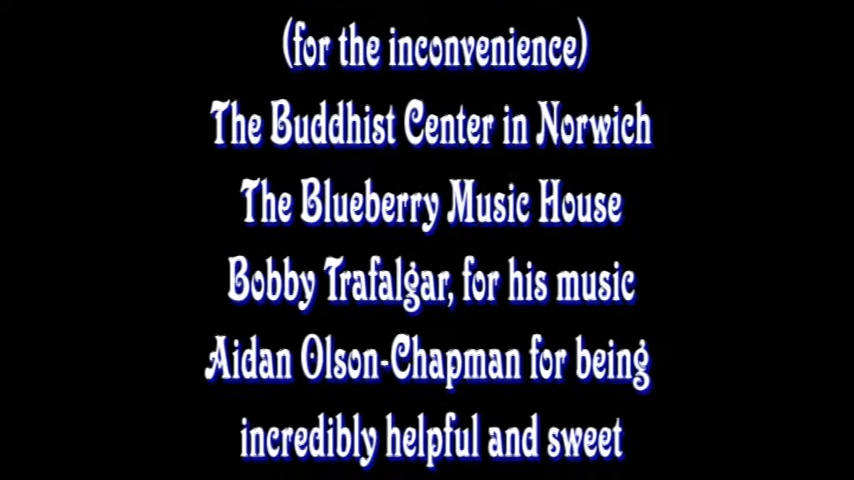 (for the inconvenience)
The Buddhist Center in Norwich
The Blueberry Music House
Bobby Trafalgar, for his music
Aidan Olson-Chapman for being
incredibly helpful and sweet